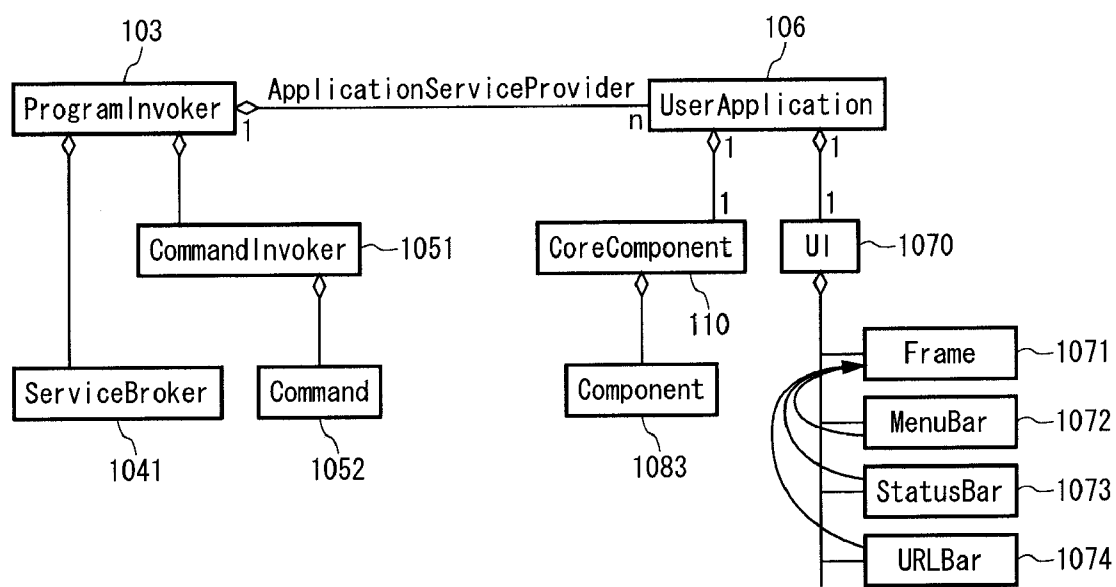 103
106
ProgramInvoker
ApplicationServiceProvider
UserApplication
1
n
1
1
1
1
CommandInvoker
1051
CoreComponent
UI
1070
110
Frame
1071
ServiceBroker
Command
Component
MenuBar
1072
1041
1052
1083
StatusBar
1073
URLBar
1074